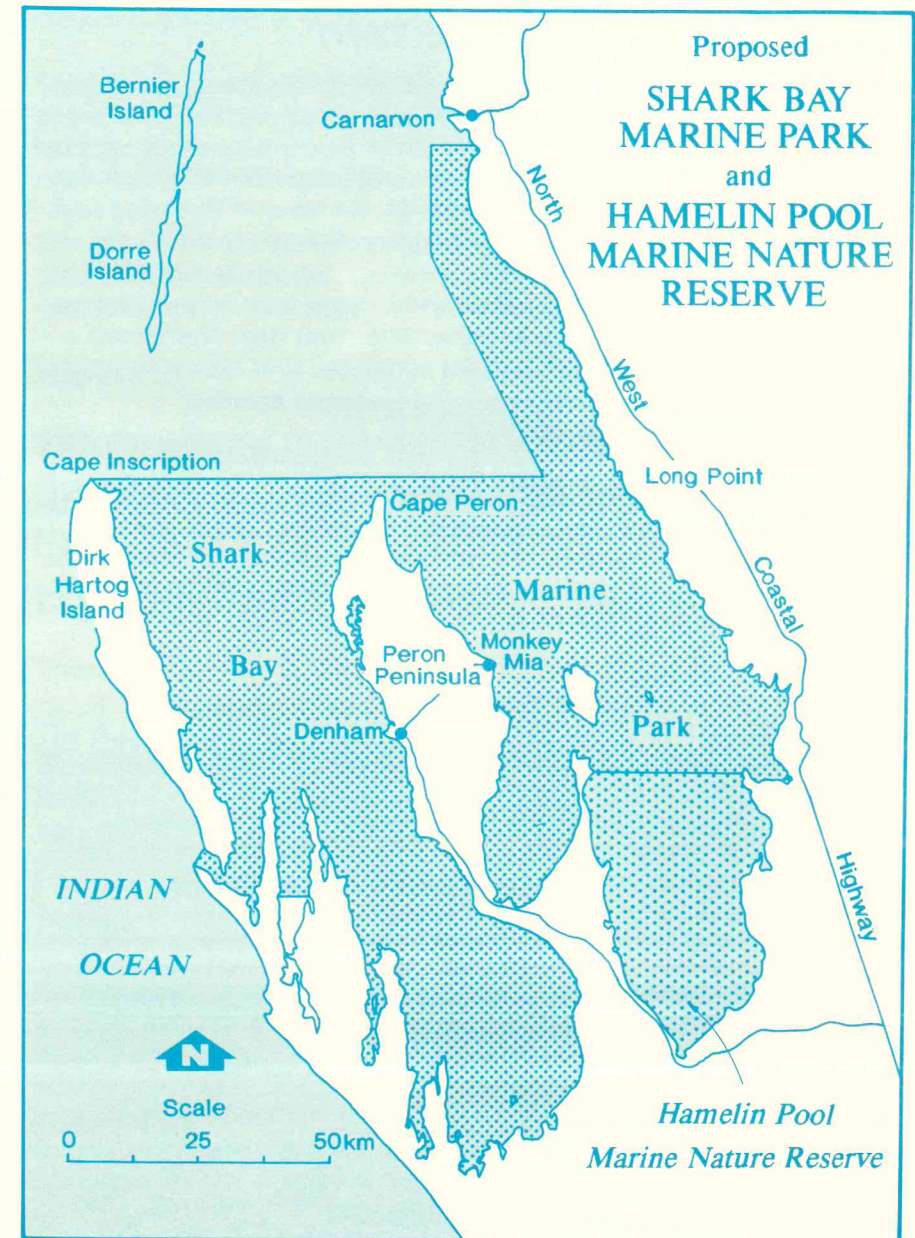 Proposed
SHARK BAY
MARINE PARK
and
HAMELIN POOL
MARINE NATURE
RESERVE
Bernier
Island
Carnarvon
Dorre
Island
North
West
Coastal
Highway
Cape Inscription
Long Point
Cape Peron
Shark
Bay
Marine
Park
Dirk
Hartog
Island
Peron
Peninsula
Monkey
Mia
Denham
INDIAN
OCEAN
N
Scale
0 25 50km
Hamelin Pool
Marine Nature Reserve